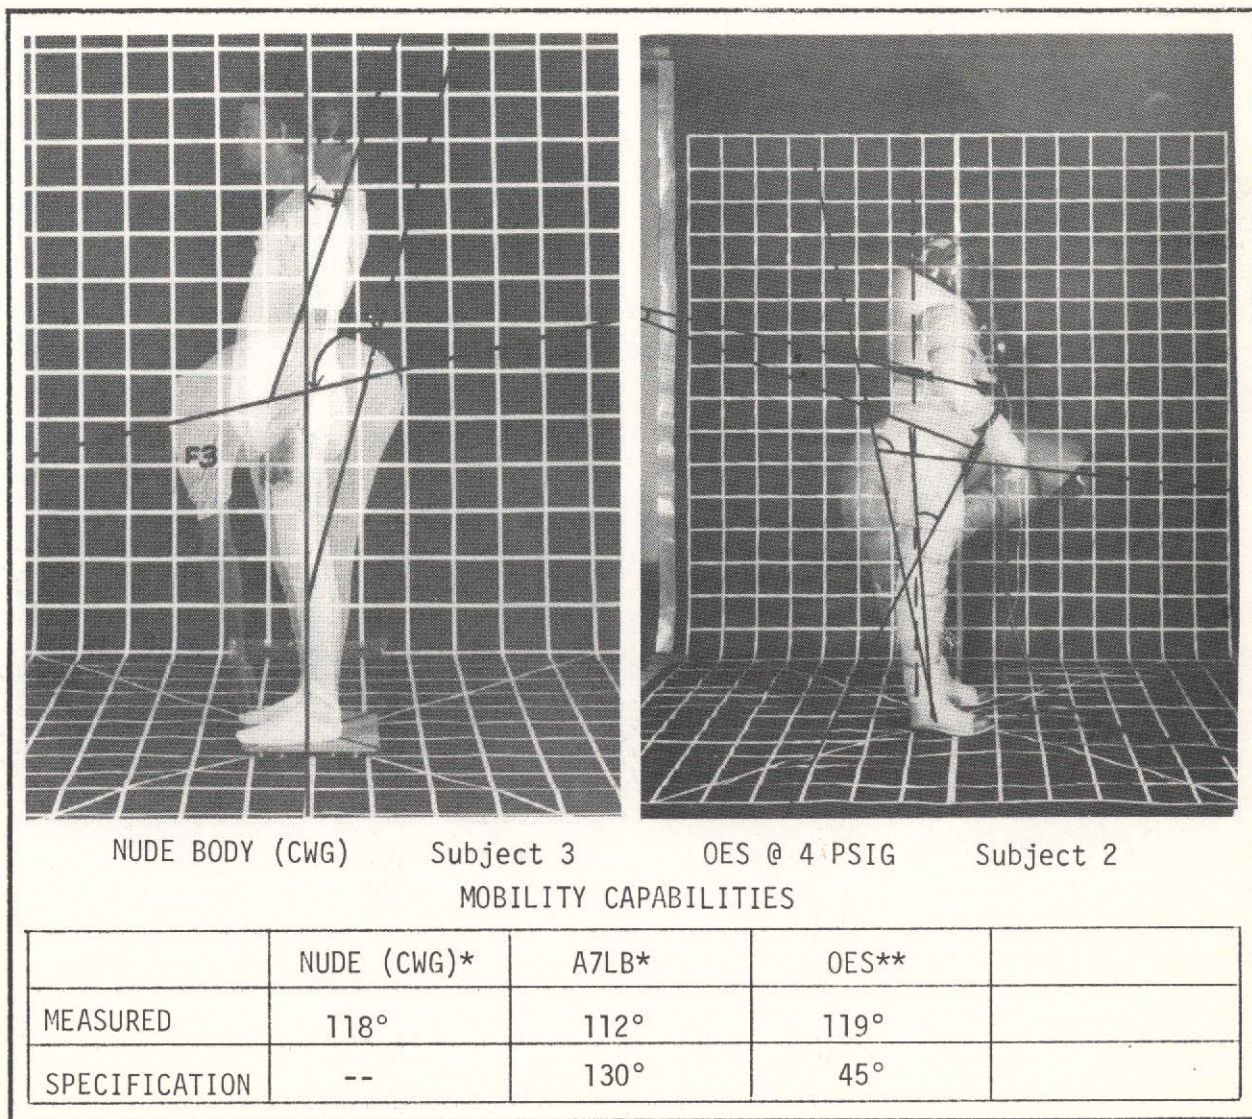 F3
NUDE BODY (CWG) Subject 3 OES @ 4 PSIG Subject 2
MOBILITY CAPABILITIES
NUDE (CWG)* A7LB* OES**
MEASURED 118° 112° 119°
SPECIFICATION -- 130° 45°